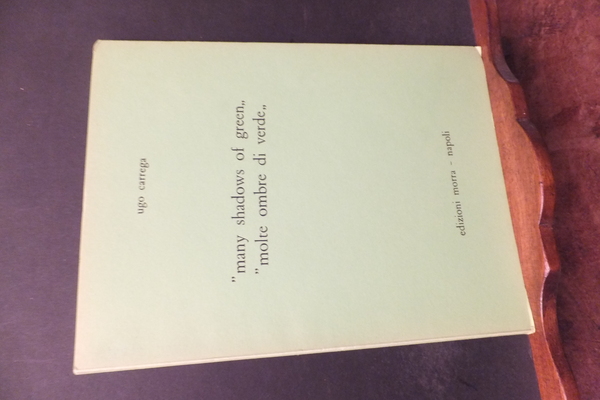 ugo carrega
"many shadows of green„
"molte ombre di verde„
edizioni morra - napoli